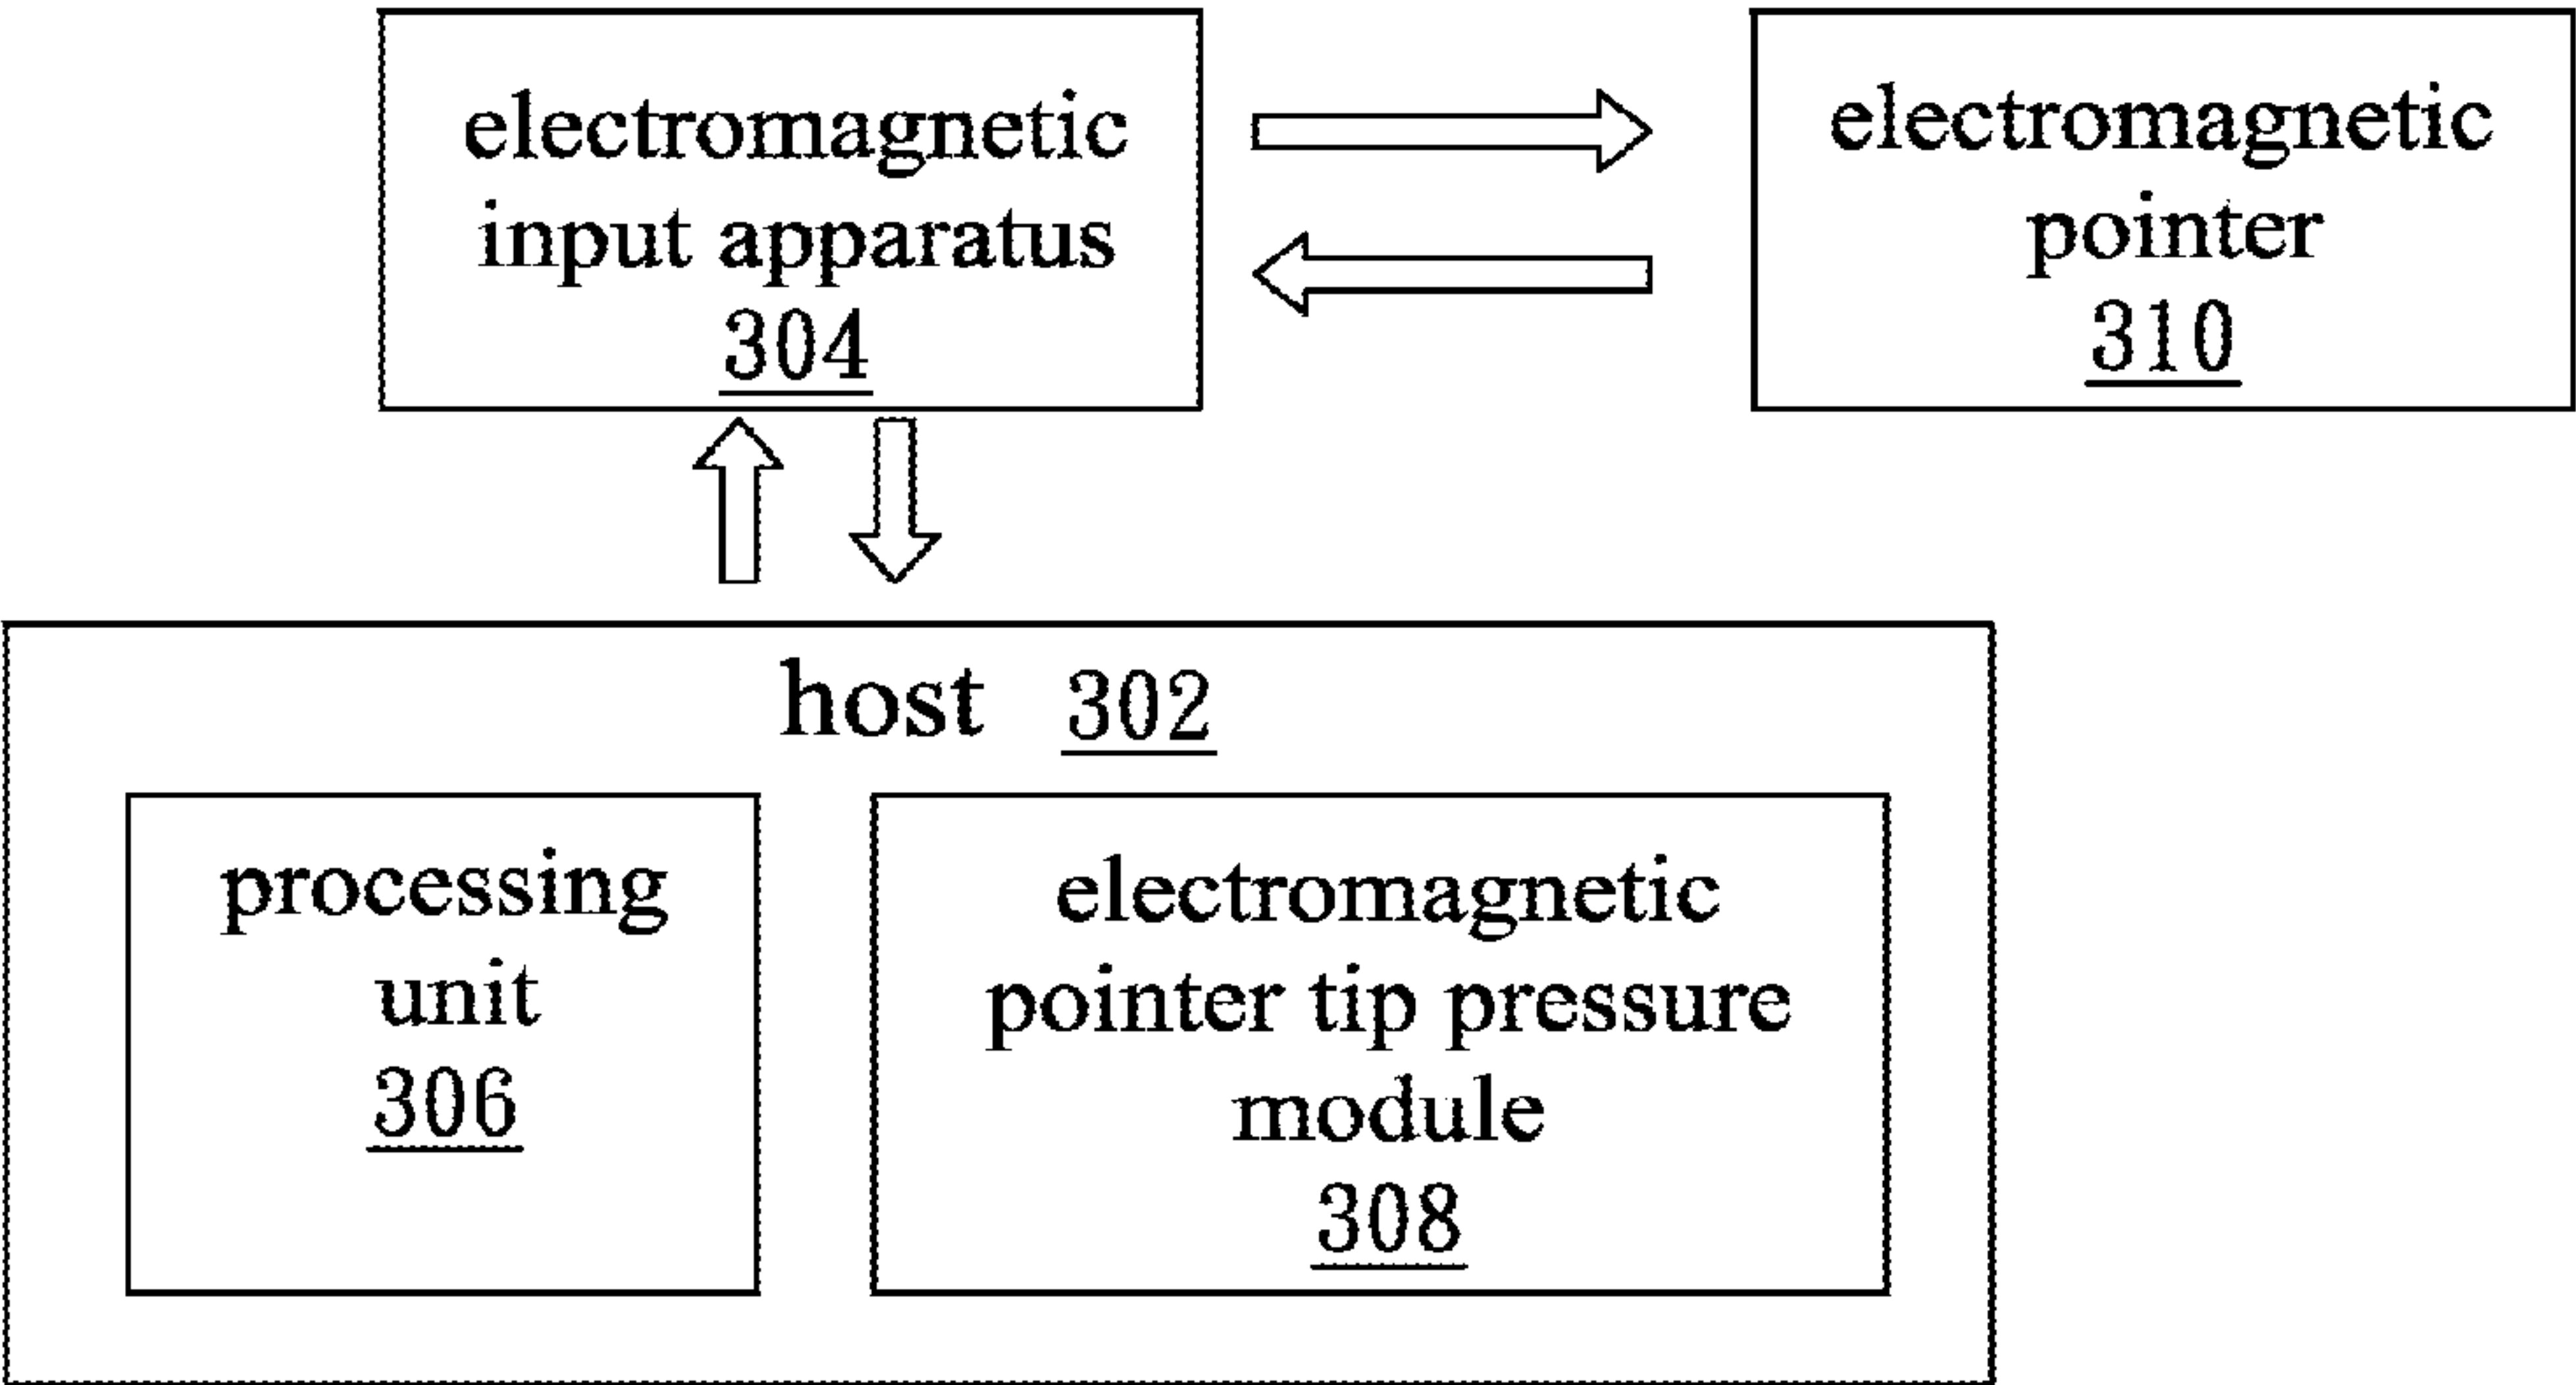 electromagnetic
input apparatus
304
electromagnetic
pointer
310
host 302
processing
unit
306
electromagnetic
pointer tip pressure
module
308